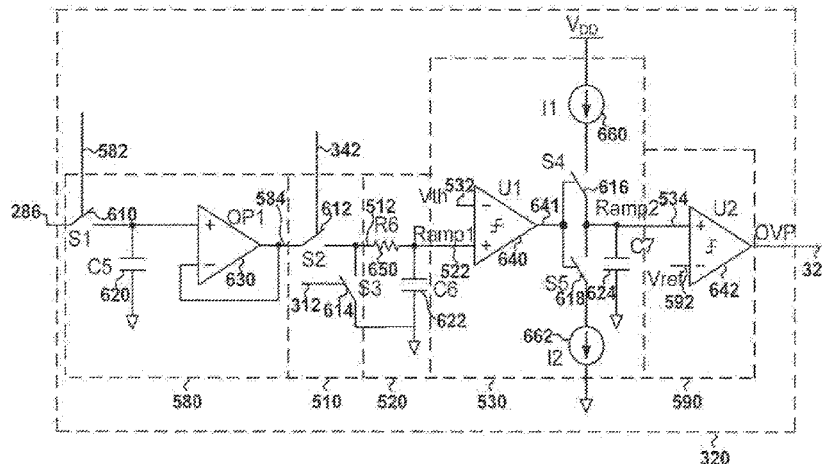 VDD
I1
660
582
342
S4
616
532
Vth
U1
641
534
U2
584
612
512
286
610
OP1
R6
Ramp1
Ramp2
OVP
S1
S2
650
522
640
C7
32
C5
630
S3
C6
S5
IVref
642
620
312
614
622
618
624
592
662
I2
580
510
520
530
590
320